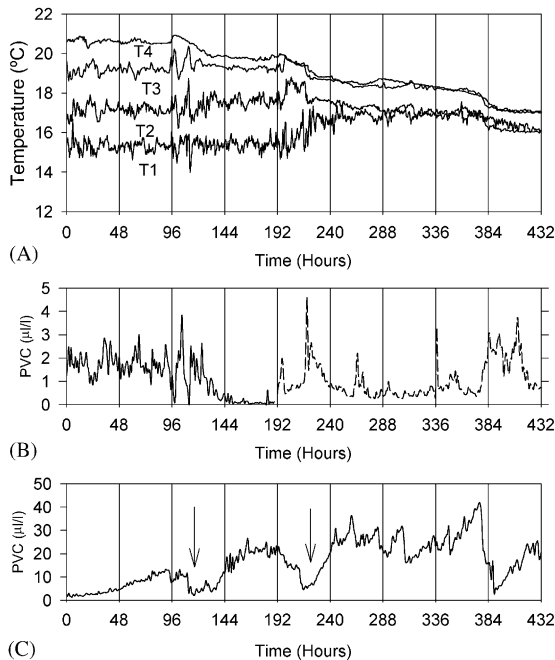 22
20
18
16
14
12
Temperature (ºC)
T4
T3
T2
T1
0 48 96 144 192 240 288 336 384 432
(A)
Time (Hours)
5
4
3
2
1
0
PVC (µl/l)
0 48 96 144 192 240 288 336 384 432
(B)
Time (Hours)
50
40
30
20
10
0
PVC (µl/l)
0 48 96 144 192 240 288 336 384 432
(C)
Time (Hours)